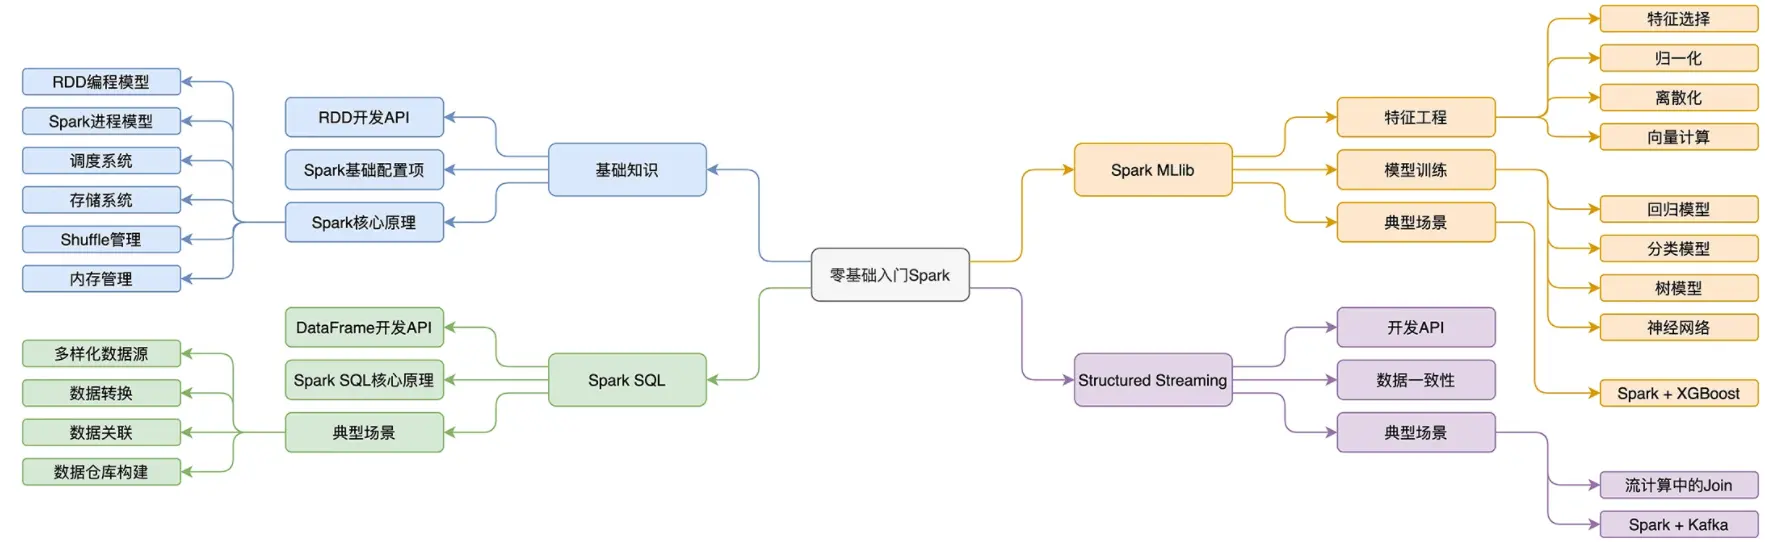 零基础入门Spark
基础知识
RDD开发API
Spark基础配置项
Spark核心原理
RDD编程模型
Spark进程模型
调度系统
存储系统
Shuffle管理
内存管理
Spark SQL
DataFrame开发API
Spark SQL核心原理
典型场景
多样化数据源
数据转换
数据关联
数据仓库构建
Spark MLlib
特征工程
特征选择
归一化
离散化
向量计算
模型训练
回归模型
分类模型
树模型
神经网络
典型场景
Spark + XGBoost
Structured Streaming
开发API
数据一致性
典型场景
流计算中的Join
Spark + Kafka